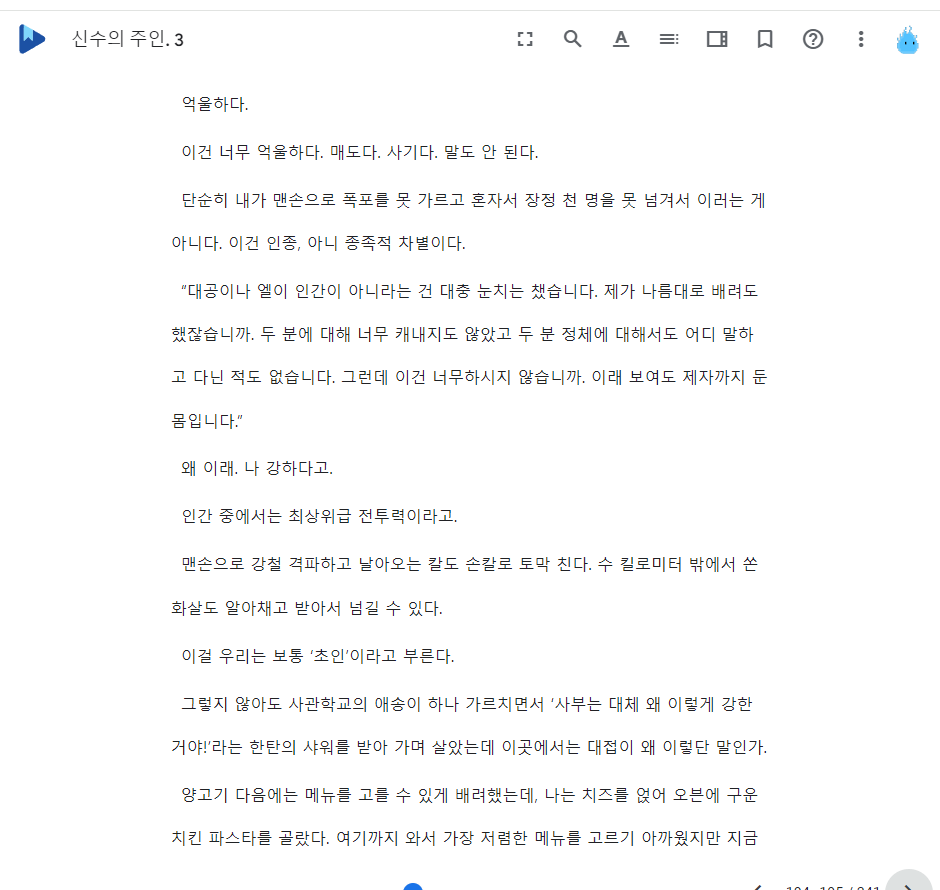 신수의 주인. 3
억울하다.
이건 너무 억울하다. 매도다. 사기다. 말도 안 된다.
단순히 내가 맨손으로 폭포를 못 가르고 혼자서 장정 천 명을 못 넘겨서 이러는 게
아니다. 이건 인종, 아니 종족적 차별이다.
“대공이나 엘이 인간이 아니라는 건 대충 눈치는 챘습니다. 제가 나름대로 배려도
했잖습니까. 두 분에 대해 너무 캐내지도 않았고 두 분 정체에 대해서도 어디 말하
고 다닌 적도 없습니다. 그런데 이건 너무하시지 않습니까. 이래 보여도 제자까지 둔
몸입니다.”
왜 이래. 나 강하다고.
인간 중에서는 최상위급 전투력이라고.
맨손으로 강철 격파하고 날아오는 칼도 손칼로 토막 친다. 수 킬로미터 밖에서 쏜
화살도 알아채고 받아서 넘길 수 있다.
이걸 우리는 보통 ‘초인’이라고 부른다.
그렇지 않아도 사관학교의 애송이 하나 가르치면서 ‘사부는 대체 왜 이렇게 강한
거야!’라는 한탄의 샤워를 받아 가며 살았는데 이곳에서는 대접이 왜 이렇단 말인가.
양고기 다음에는 메뉴를 고를 수 있게 배려했는데, 나는 치즈를 얹어 오븐에 구운
치킨 파스타를 골랐다. 여기까지 와서 가장 저렴한 메뉴를 고르기 아까웠지만 지금